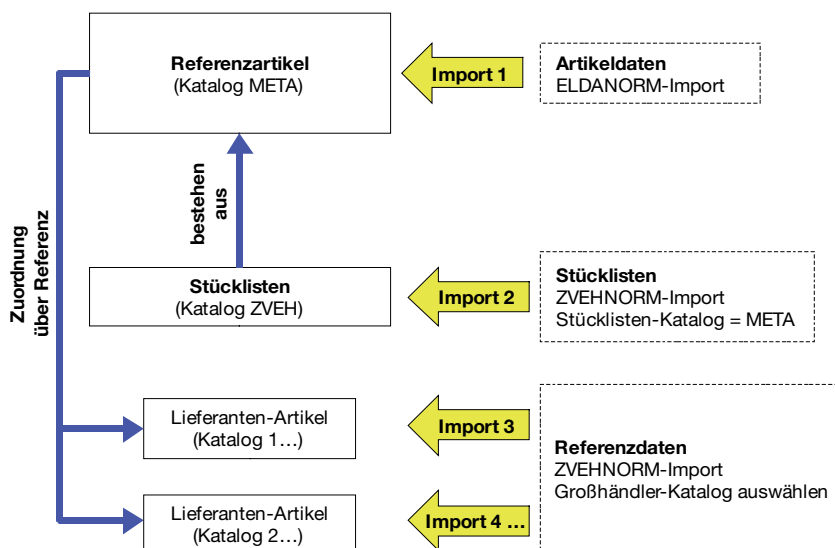 Referenzartikel
(Katalog META)
Import 1
Artikeldaten
ELDANORM-Import
bestehen
aus
Zuordnung
über Referenz
Stücklisten
(Katalog ZVEH)
Import 2
Stücklisten
ZVEHNORM-Import
Stücklisten-Katalog = META
Lieferanten-Artikel
(Katalog 1…)
Import 3
Referenzdaten
ZVEHNORM-Import
Großhändler-Katalog auswählen
Lieferanten-Artikel
(Katalog 2…)
Import 4 …